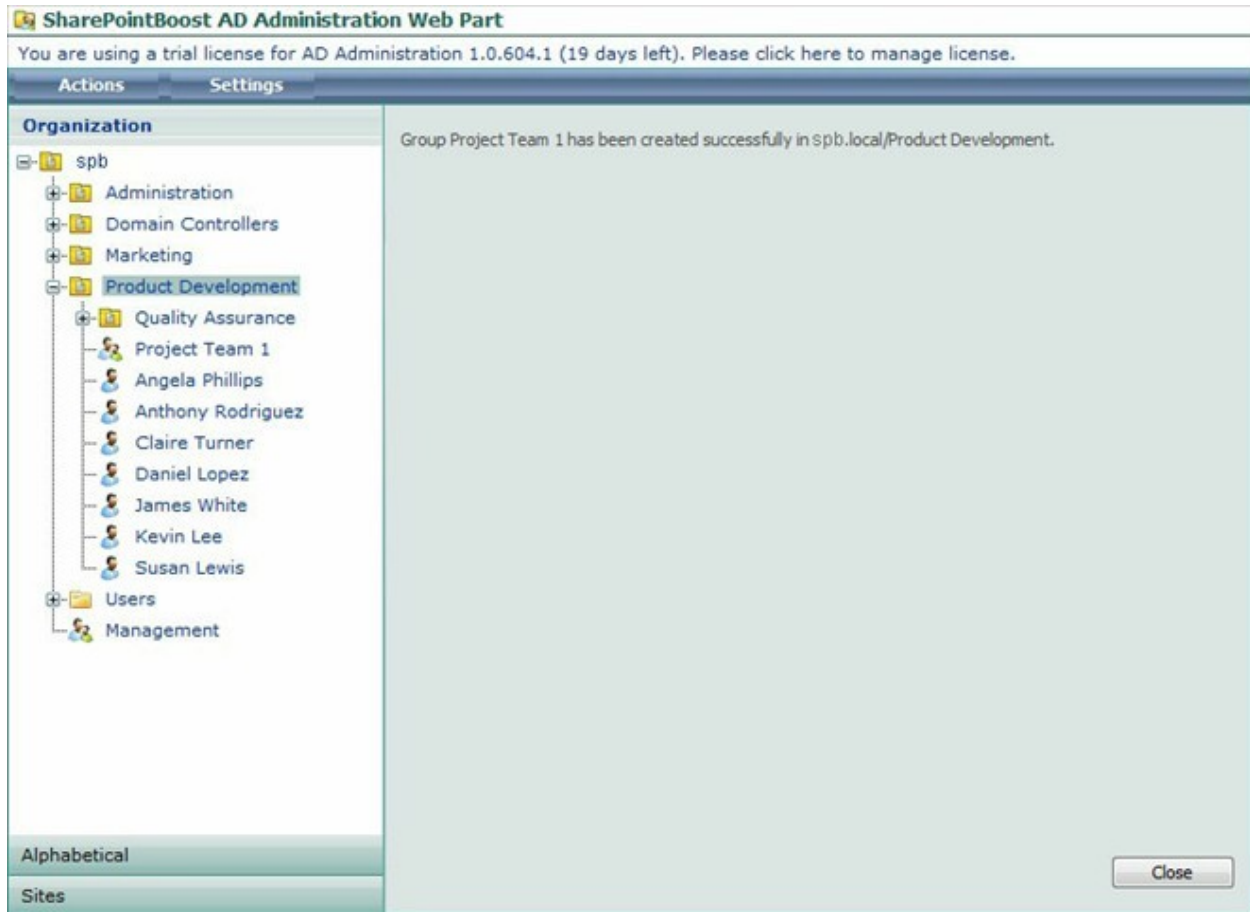 SharePointBoost AD Administration Web Part
You are using a trial license for AD Administration 1.0.604.1 (19 days left). Please click here to manage license.
Actions Settings
Organization
spb
Administration
Domain Controllers
Marketing
Product Development
Quality Assurance
Project Team 1
Angela Phillips
Anthony Rodriguez
Claire Turner
Daniel Lopez
James White
Kevin Lee
Susan Lewis
Users
Management
Alphabetical
Sites
Group Project Team 1 has been created successfully in spb.local/Product Development.
Close